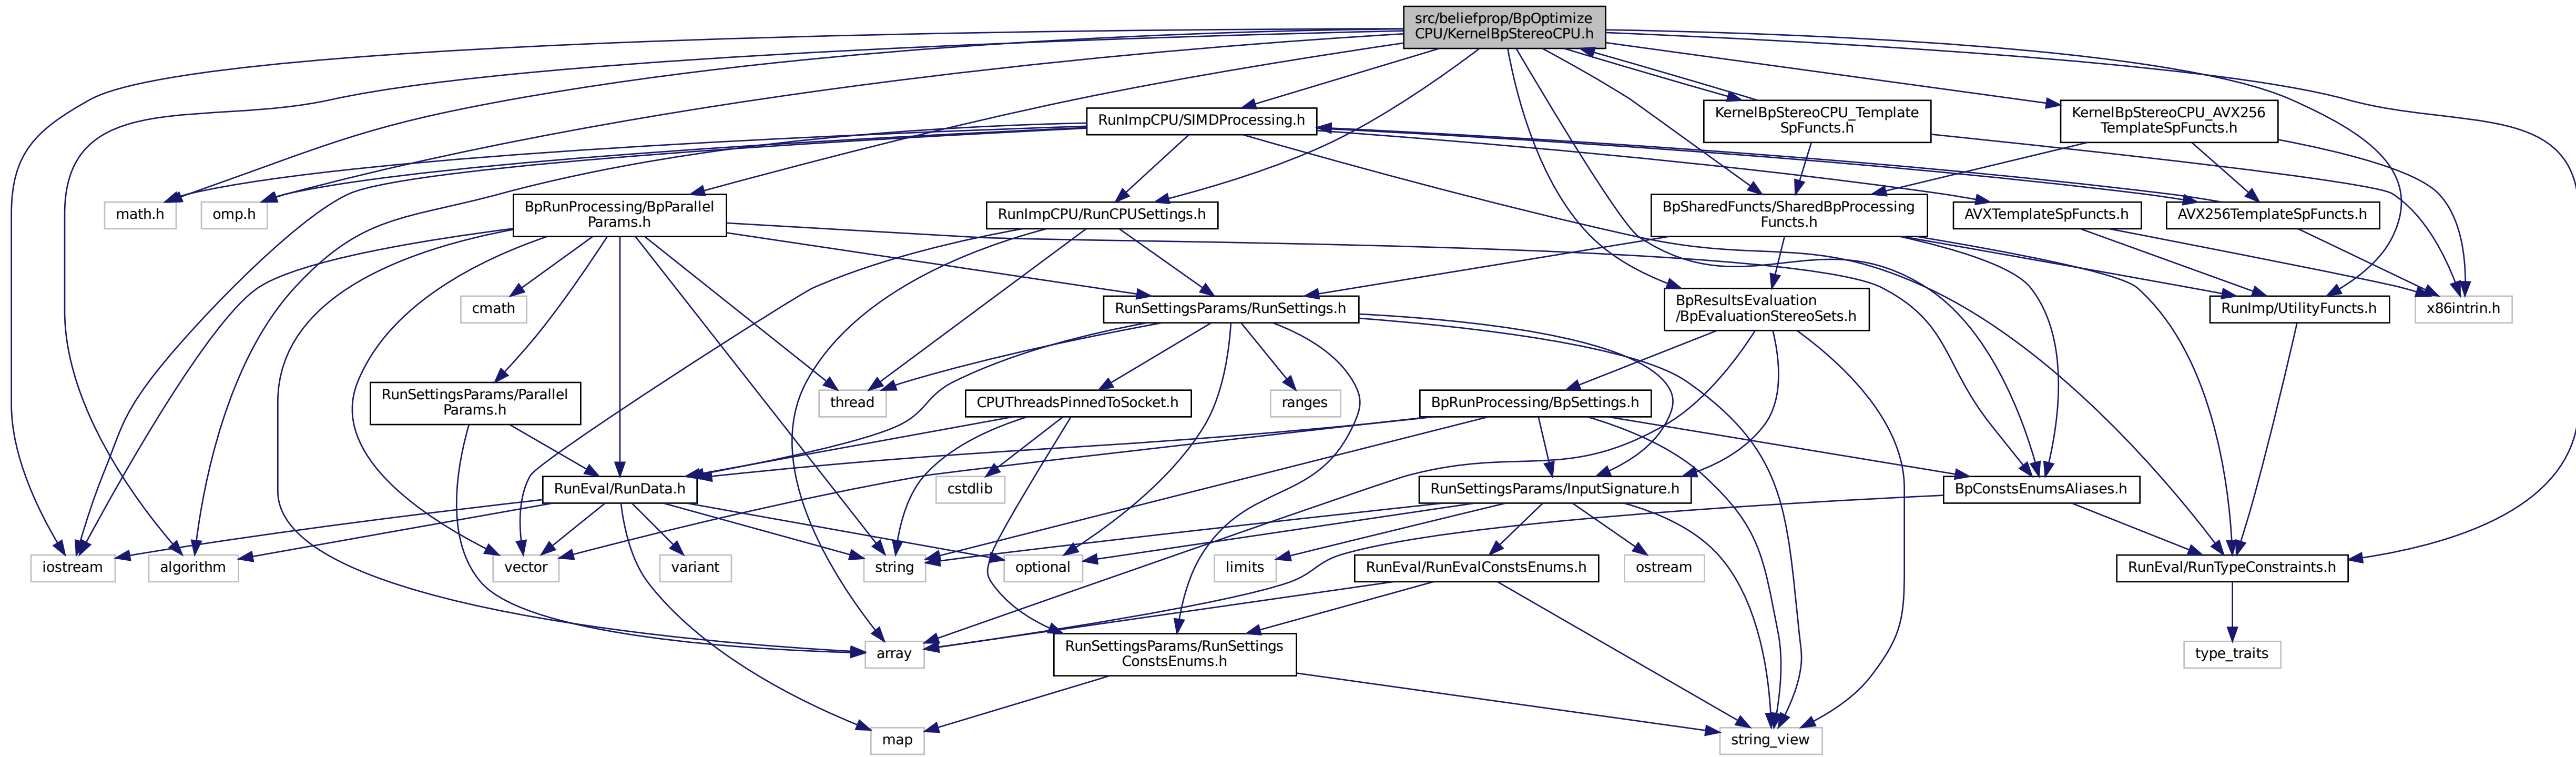 src/beliefprop/BpOptimize
CPU/KernelBpStereoCPU.h
RunImpCPU/SIMDProcessing.h
KernelBpStereoCPU_Template
SpFuncts.h
KernelBpStereoCPU_AVX256
TemplateSpFuncts.h
math.h
omp.h
BpRunProcessing/BpParallel
Params.h
RunImpCPU/RunCPUSettings.h
BpSharedFuncts/SharedBpProcessing
Functs.h
AVXTemplateSpFuncts.h
AVX256TemplateSpFuncts.h
cmath
RunSettingsParams/RunSettings.h
BpResultsEvaluation
/BpEvaluationStereoSets.h
RunImp/UtilityFuncts.h
x86intrin.h
RunSettingsParams/Parallel
Params.h
thread
CPUThreadsPinnedToSocket.h
ranges
BpRunProcessing/BpSettings.h
RunEval/RunData.h
cstdlib
RunSettingsParams/InputSignature.h
BpConstsEnumsAliases.h
iostream
algorithm
vector
variant
string
optional
limits
RunEval/RunEvalConstsEnums.h
ostream
RunEval/RunTypeConstraints.h
array
RunSettingsParams/RunSettings
ConstsEnums.h
type_traits
map
string_view